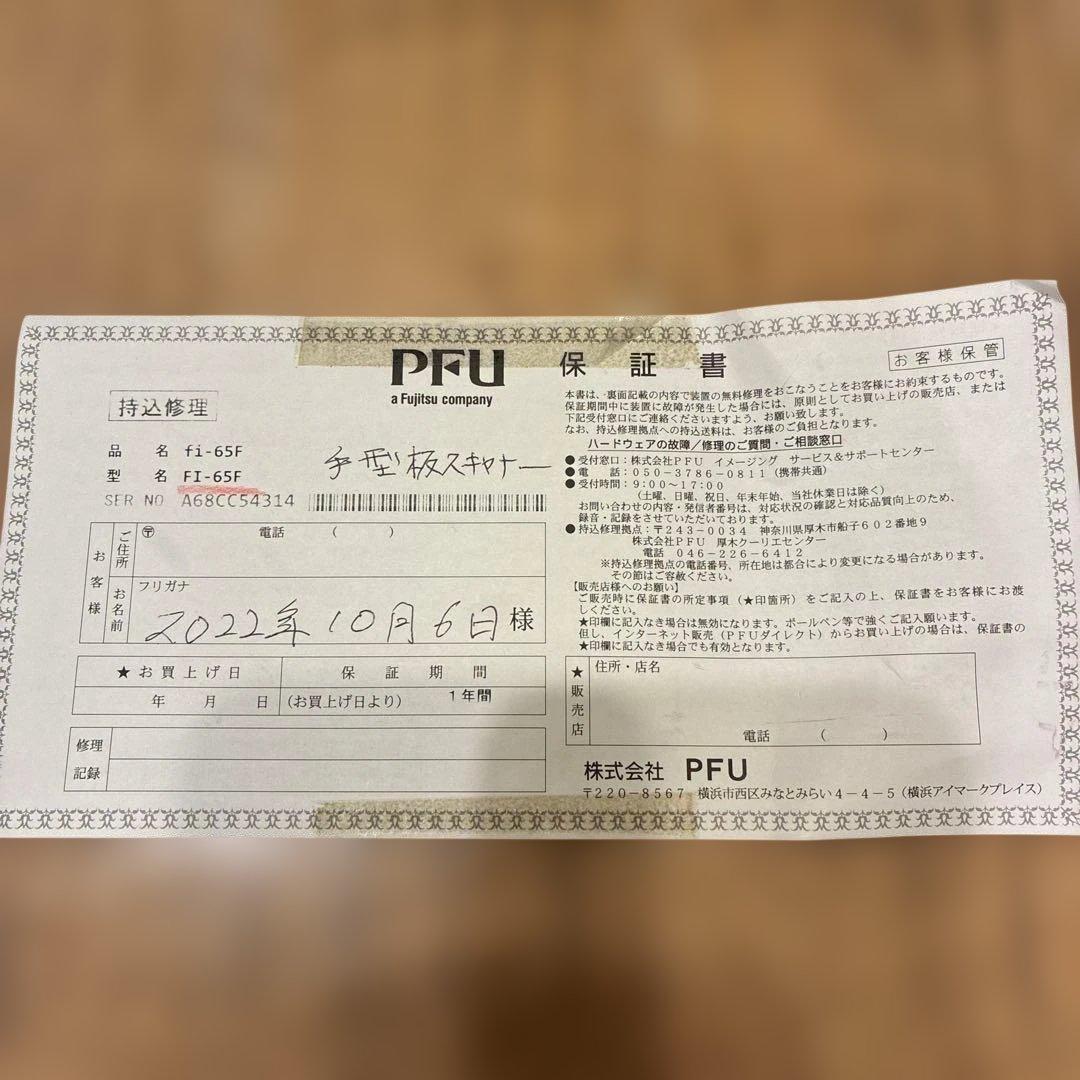 PFU
a Fujitsu company
保証書
お客様保管
持込修理
品 名 fi-65F
型 名 FI-65F
SER NO A68CC54314
手型板スキャナー
お客様
ご住所
〒 電話 ( )
お名前
フリガナ
2022年10月6日様
★お買上げ日 保証期間
年 月 日 (お買上げ日より) 1年間
修理記録
本書は、裏面記載の内容で装置の無料修理をおこなうことをお客様にお約束するものです。
保証期間中に装置に故障が発生した場合には、原則としてお買い上げの販売店、または
下記受付窓口にご連絡くださいますよう、お願い致します。
なお、持込修理拠点への持込送料は、お客様のご負担となります。
ハードウェアの故障/修理のご質問・ご相談窓口
●受付窓口:株式会社PFU イメージング サービス&サポートセンター
●電 話:050-3786-0811(携帯共通)
●受付時間:9:00~17:00
(土曜、日曜、祝日、年末年始、当社休業日は除く)
お問い合わせの内容・発信者番号は、対応状況の確認と対応品質向上のため、
録音・記録をさせていただいております。
●持込修理拠点:〒243-0034 神奈川県厚木市船子602番地9
株式会社PFU 厚木クーリエセンター
電話 046-226-6412
※持込修理拠点の電話番号、所在地は都合により変更になる場合があります。
その節はご容赦ください。
【販売店様へのお願い】
ご販売時に保証書の所定事項(★印箇所)をご記入の上、保証書をお客様にお渡
しください。
★印欄に記入なき場合は無効になります。ボールペン等で強くご記入願います。
但し、インターネット販売(PFUダイレクト)からお買い上げの場合は、保証書の
★印欄に記入なき場合でも有効となります。
★販売店
住所・店名
電話 ( )
株式会社 PFU
〒220-8567 横浜市西区みなとみらい4-4-5(横浜アイマークプレイス)